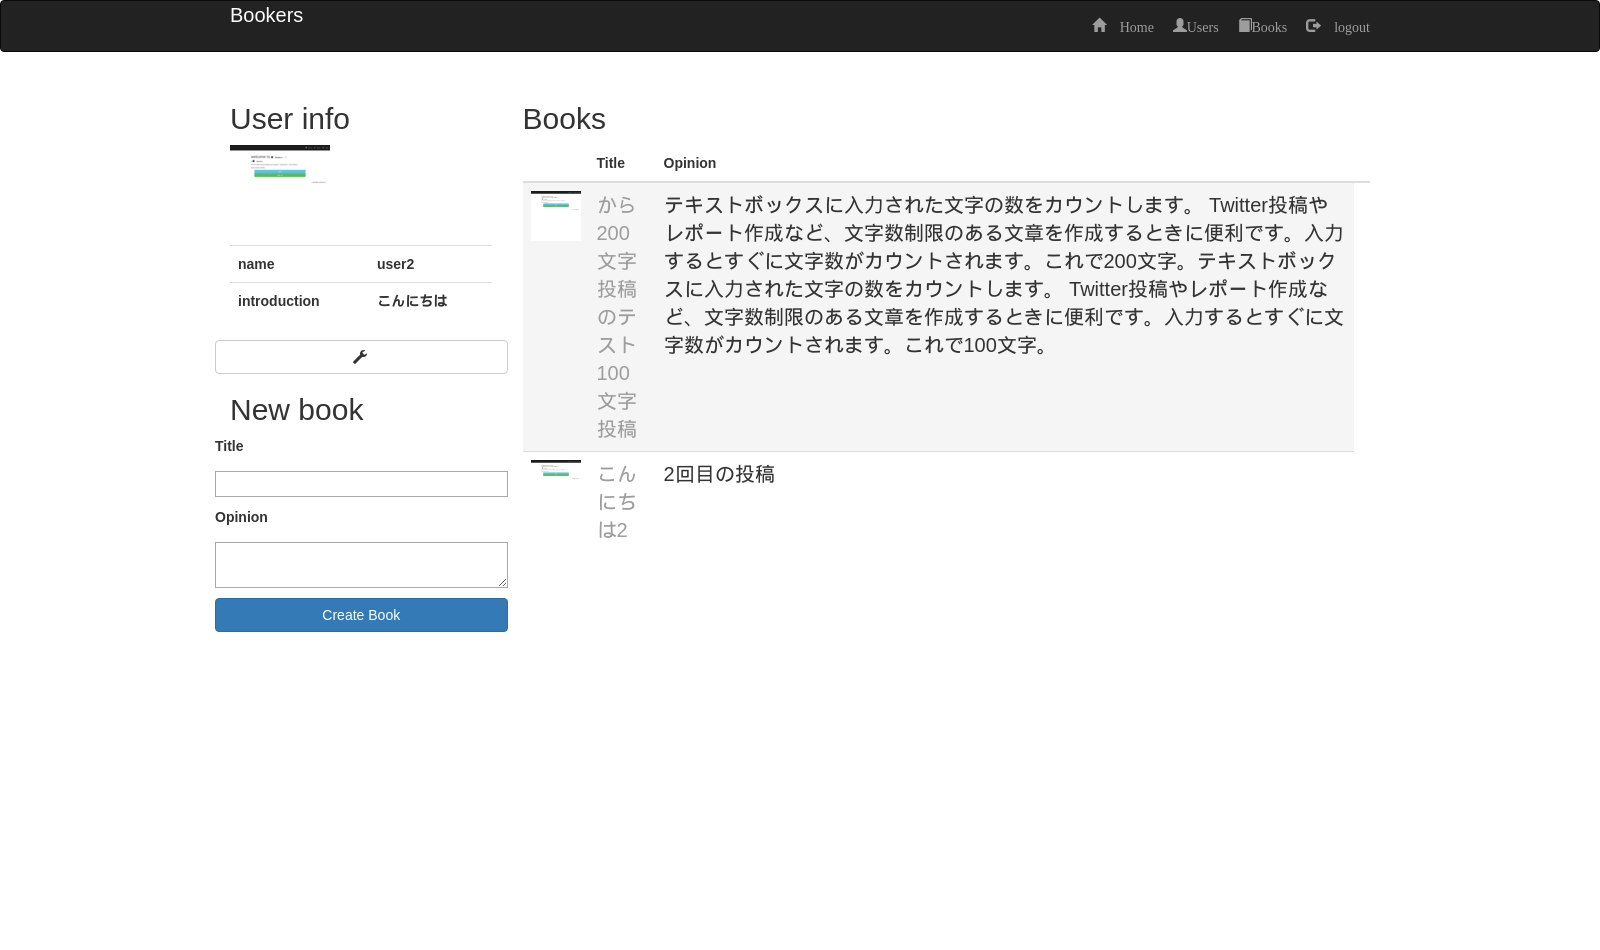 Bookers
Home Users Books logout
User info
name user2
introduction こんにちは
New book
Title
Opinion
Create Book
Books
Title Opinion
から
200
文字
投稿
のテ
スト
100
文字
投稿
テキストボックスに入力された文字の数をカウントします。 Twitter投稿や
レポート作成など、文字数制限のある文章を作成するときに便利です。入力
するとすぐに文字数がカウントされます。これで200文字。テキストボック
スに入力された文字の数をカウントします。 Twitter投稿やレポート作成な
ど、文字数制限のある文章を作成するときに便利です。入力するとすぐに文
字数がカウントされます。これで100文字。
こん
にち
は2
2回目の投稿